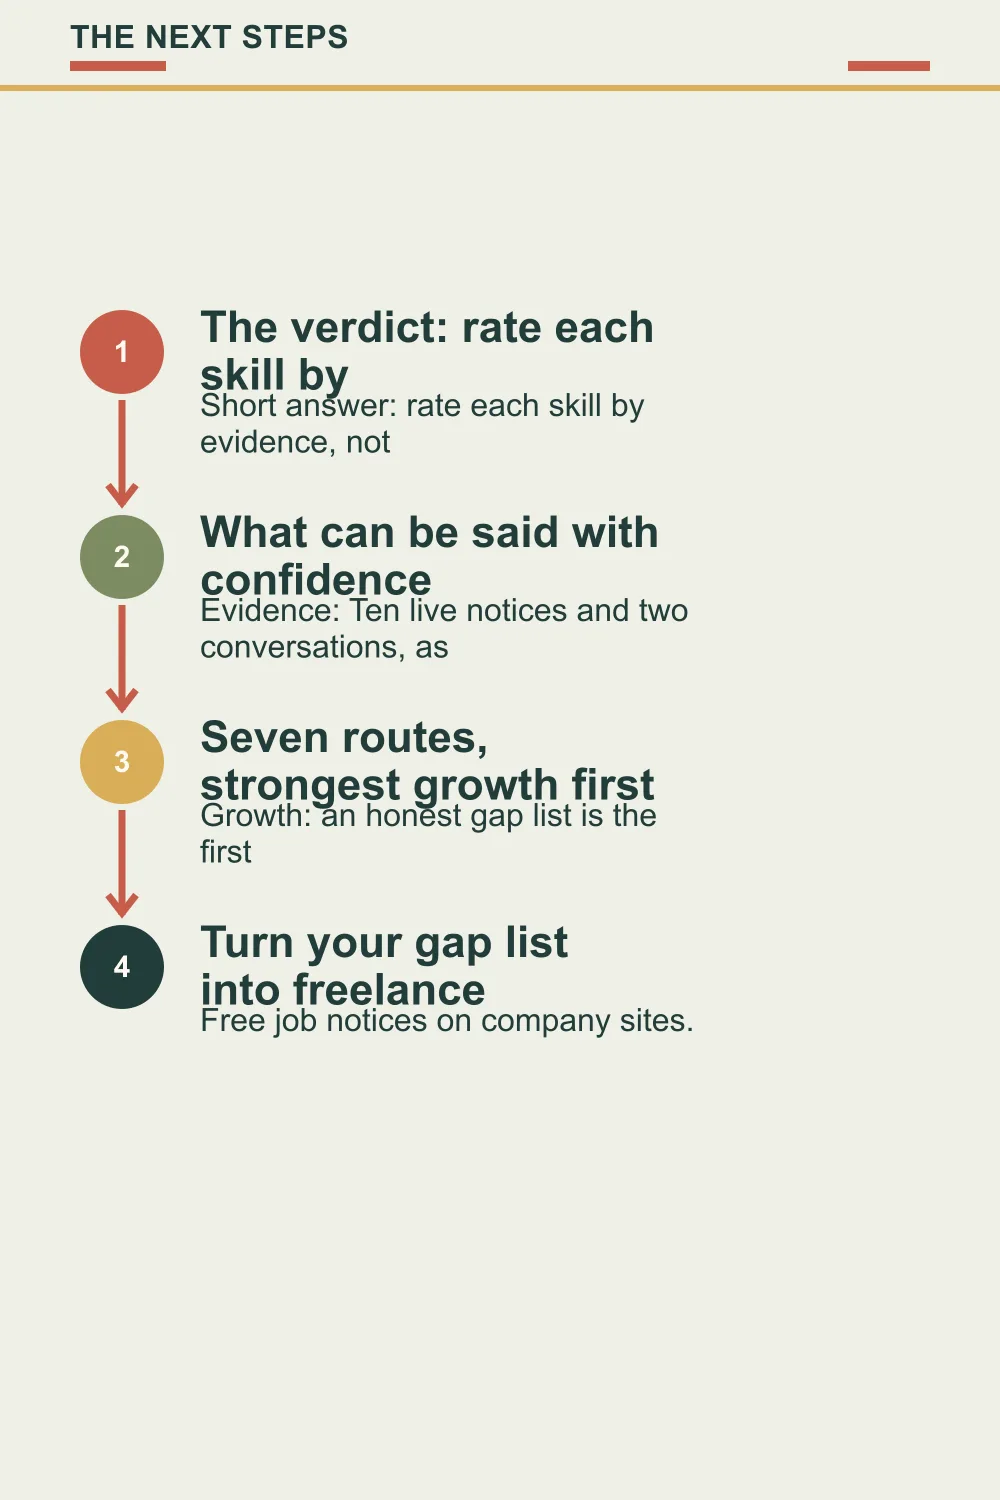 THE NEXT STEPS
1
The verdict: rate each
skill by
Short answer: rate each skill by
evidence, not
2
What can be said with
confidence
Evidence: Ten live notices and two
conversations, as
3
Seven routes,
strongest growth first
Growth: an honest gap list is the
first
4
Turn your gap list
into freelance
Free job notices on company sites.